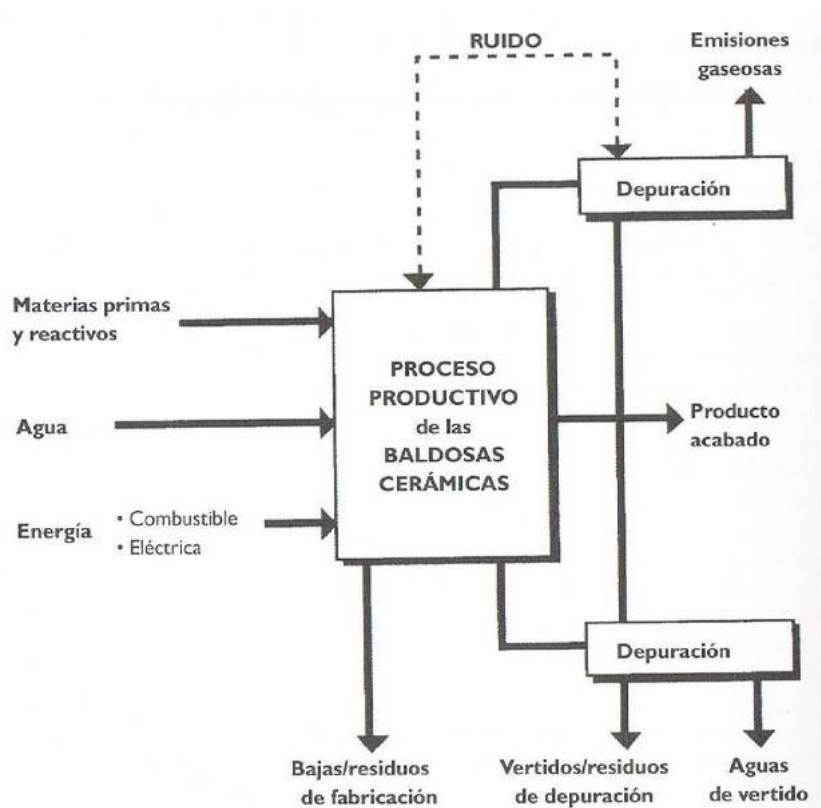 RUIDO
Emisiones
gaseosas
Depuración
Materias primas
y reactivos
PROCESO
PRODUCTIVO
de las
BALDOSAS
CERÁMICAS
Agua
Producto
acabado
Energía
• Combustible
• Eléctrica
Depuración
Bajas/residuos
de fabricación
Vertidos/residuos
de depuración
Aguas
de vertido